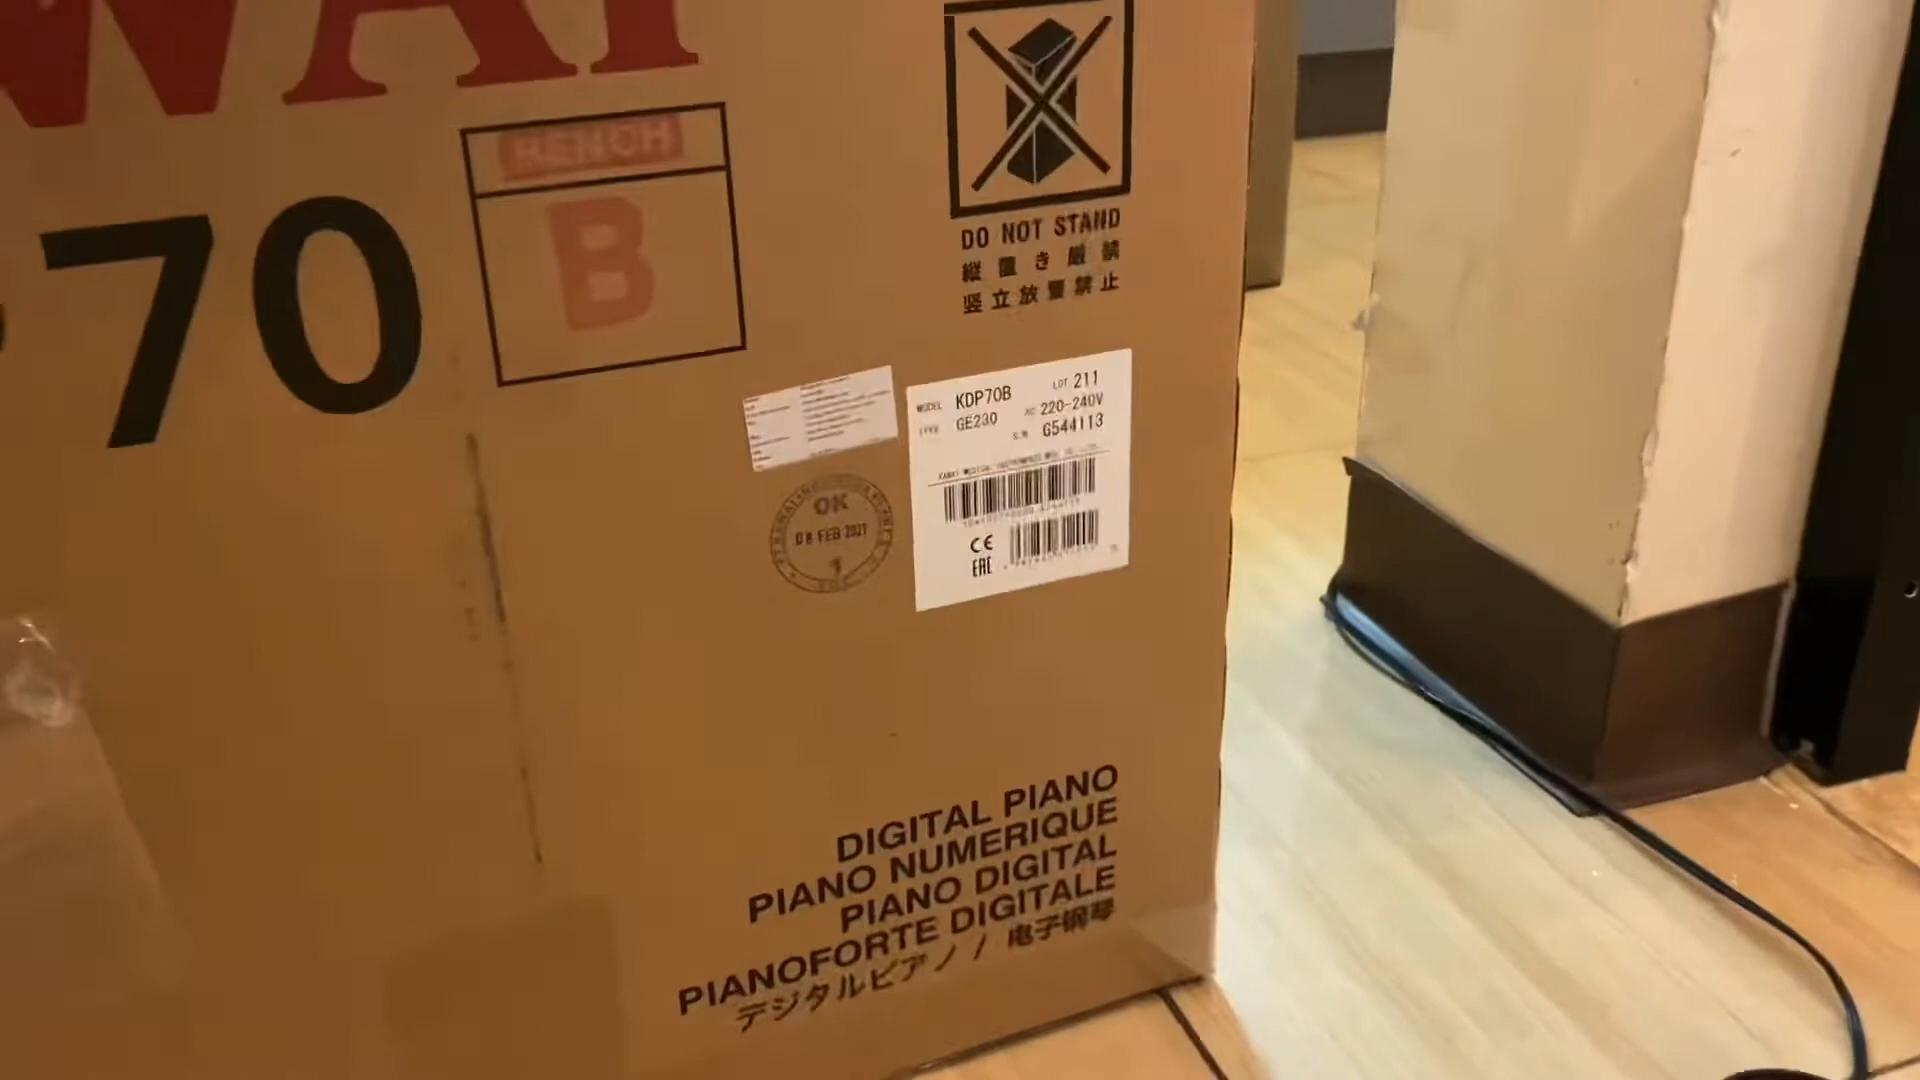 WAI
70
BENCH
B
DO NOT STAND
縦置き厳禁
竖立放置禁止
MODEL KDP70B LOT 211
TYPE GE230 AC 220-240V
S.N G544113
CE
EAC
OK
08 FEB 2021
1
DIGITAL PIANO
PIANO NUMERIQUE
PIANO DIGITAL
PIANOFORTE DIGITALE
デジタルピアノ / 电子钢琴